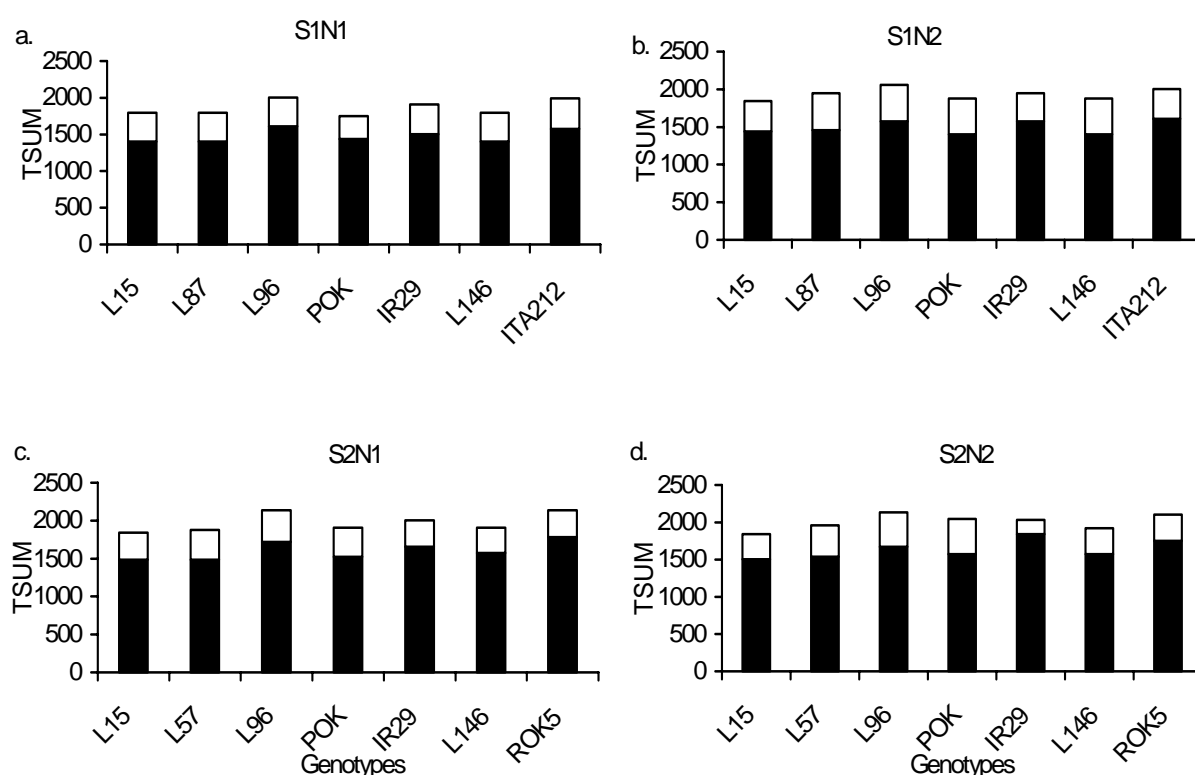 a.
S1N1
TSUM
2500
2000
1500
1000
500
0
L15 L87 L96 POK IR29 L146 ITA212
b.
S1N2
TSUM
2500
2000
1500
1000
500
0
L15 L87 L96 POK IR29 L146 ITA212
c.
S2N1
TSUM
2500
2000
1500
1000
500
0
L15 L57 L96 POK IR29 L146 ROK5
Genotypes
d.
S2N2
TSUM
2500
2000
1500
1000
500
0
L15 L57 L96 POK IR29 L146 ROK5
Genotypes